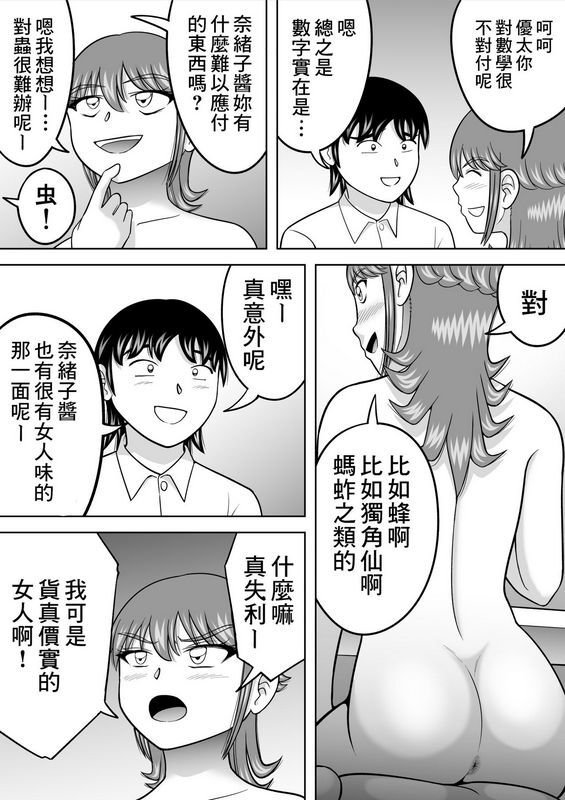 呵呵
優太你
對數學很
不對付呢
嗯
總之是
數字實在是…
奈緒子醬妳有
什麼難以應付
的東西嗎？
嗯我想想ー…
對蟲很難辦呢ー
虫！
對
比如蜂啊
比如獨角仙啊
螞蚱之類的
嘿ー
真意外呢
奈緒子醬
也有很有女人味的
那一面呢ー
什麼嘛
真失利ー
我可是
貨真價實的
女人啊！